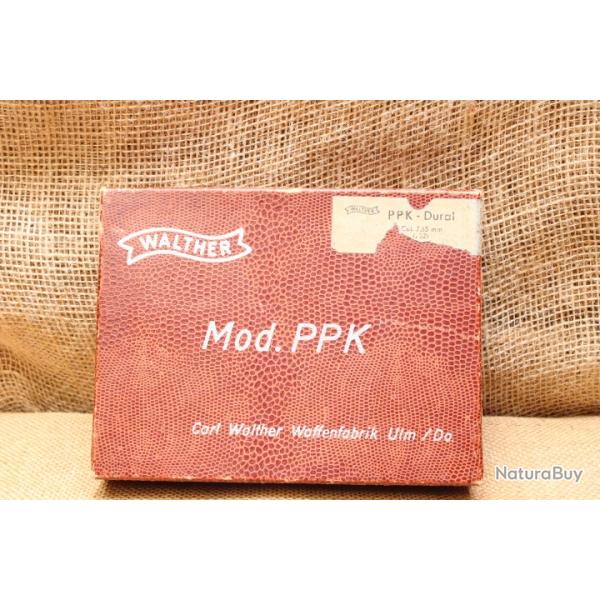 WALTHER
WALTHER PPK - Dural
Cal. 7,65 mm
Mod. PPK
Carl Walther Waffenfabrik Ulm / Do
NaturaBuy